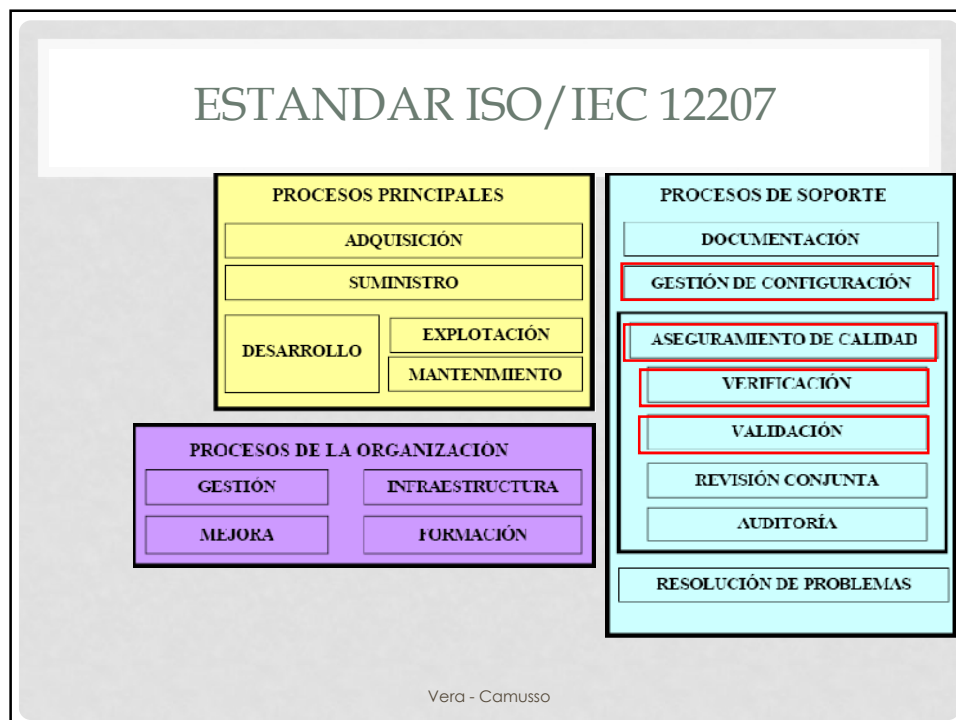 ESTANDAR ISO/IEC 12207
PROCESOS PRINCIPALES
ADQUISICIÓN
SUMINISTRO
DESARROLLO
EXPLOTACIÓN
MANTENIMIENTO
PROCESOS DE LA ORGANIZACIÓN
GESTIÓN
INFRAESTRUCTURA
MEJORA
FORMACIÓN
PROCESOS DE SOPORTE
DOCUMENTACIÓN
GESTIÓN DE CONFIGURACIÓN
ASEGURAMIENTO DE CALIDAD
VERIFICACIÓN
VALIDACIÓN
REVISIÓN CONJUNTA
AUDITORÍA
RESOLUCIÓN DE PROBLEMAS
Vera - Camusso